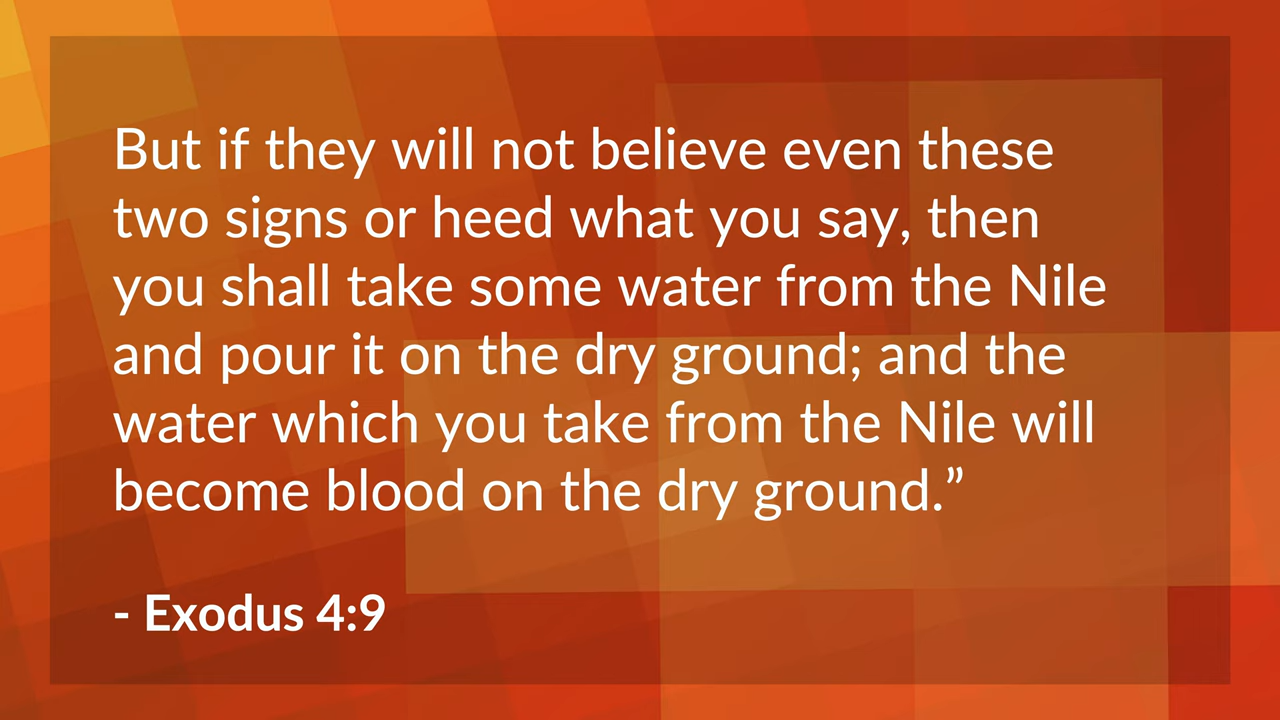 But if they will not believe even these
two signs or heed what you say, then
you shall take some water from the Nile
and pour it on the dry ground; and the
water which you take from the Nile will
become blood on the dry ground.”
- Exodus 4:9